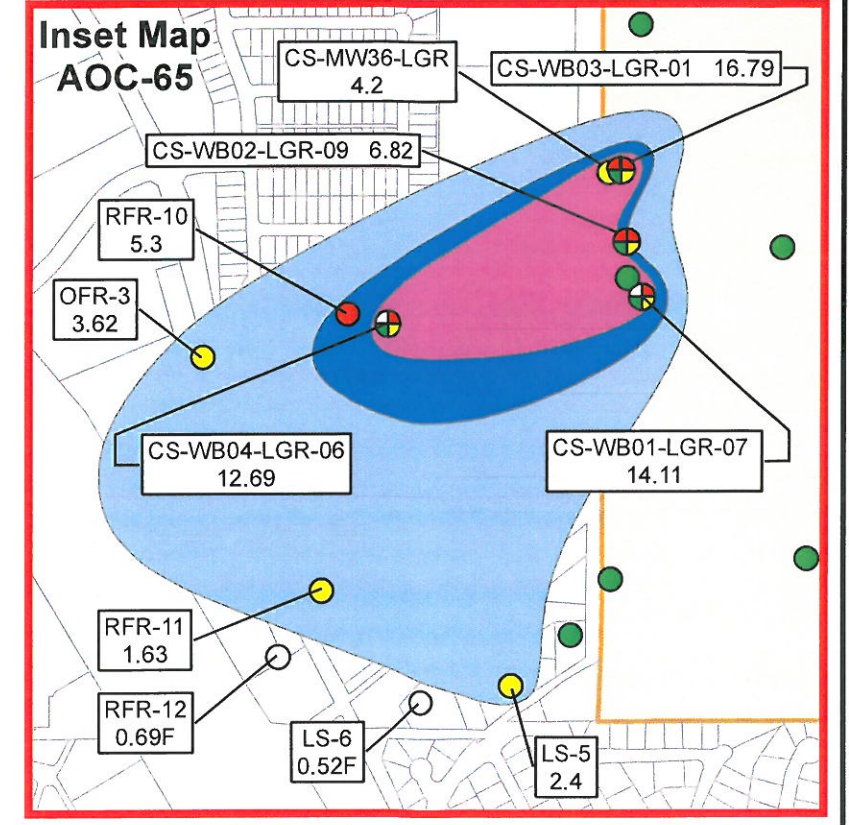 Inset Map
AOC-65
CS-MW36-LGR
4.2
CS-WB03-LGR-01 16.79
CS-WB02-LGR-09 6.82
RFR-10
5.3
OFR-3
3.62
CS-WB04-LGR-06
12.69
CS-WB01-LGR-07
14.11
RFR-11
1.63
RFR-12
0.69F
LS-6
0.52F
LS-5
2.4